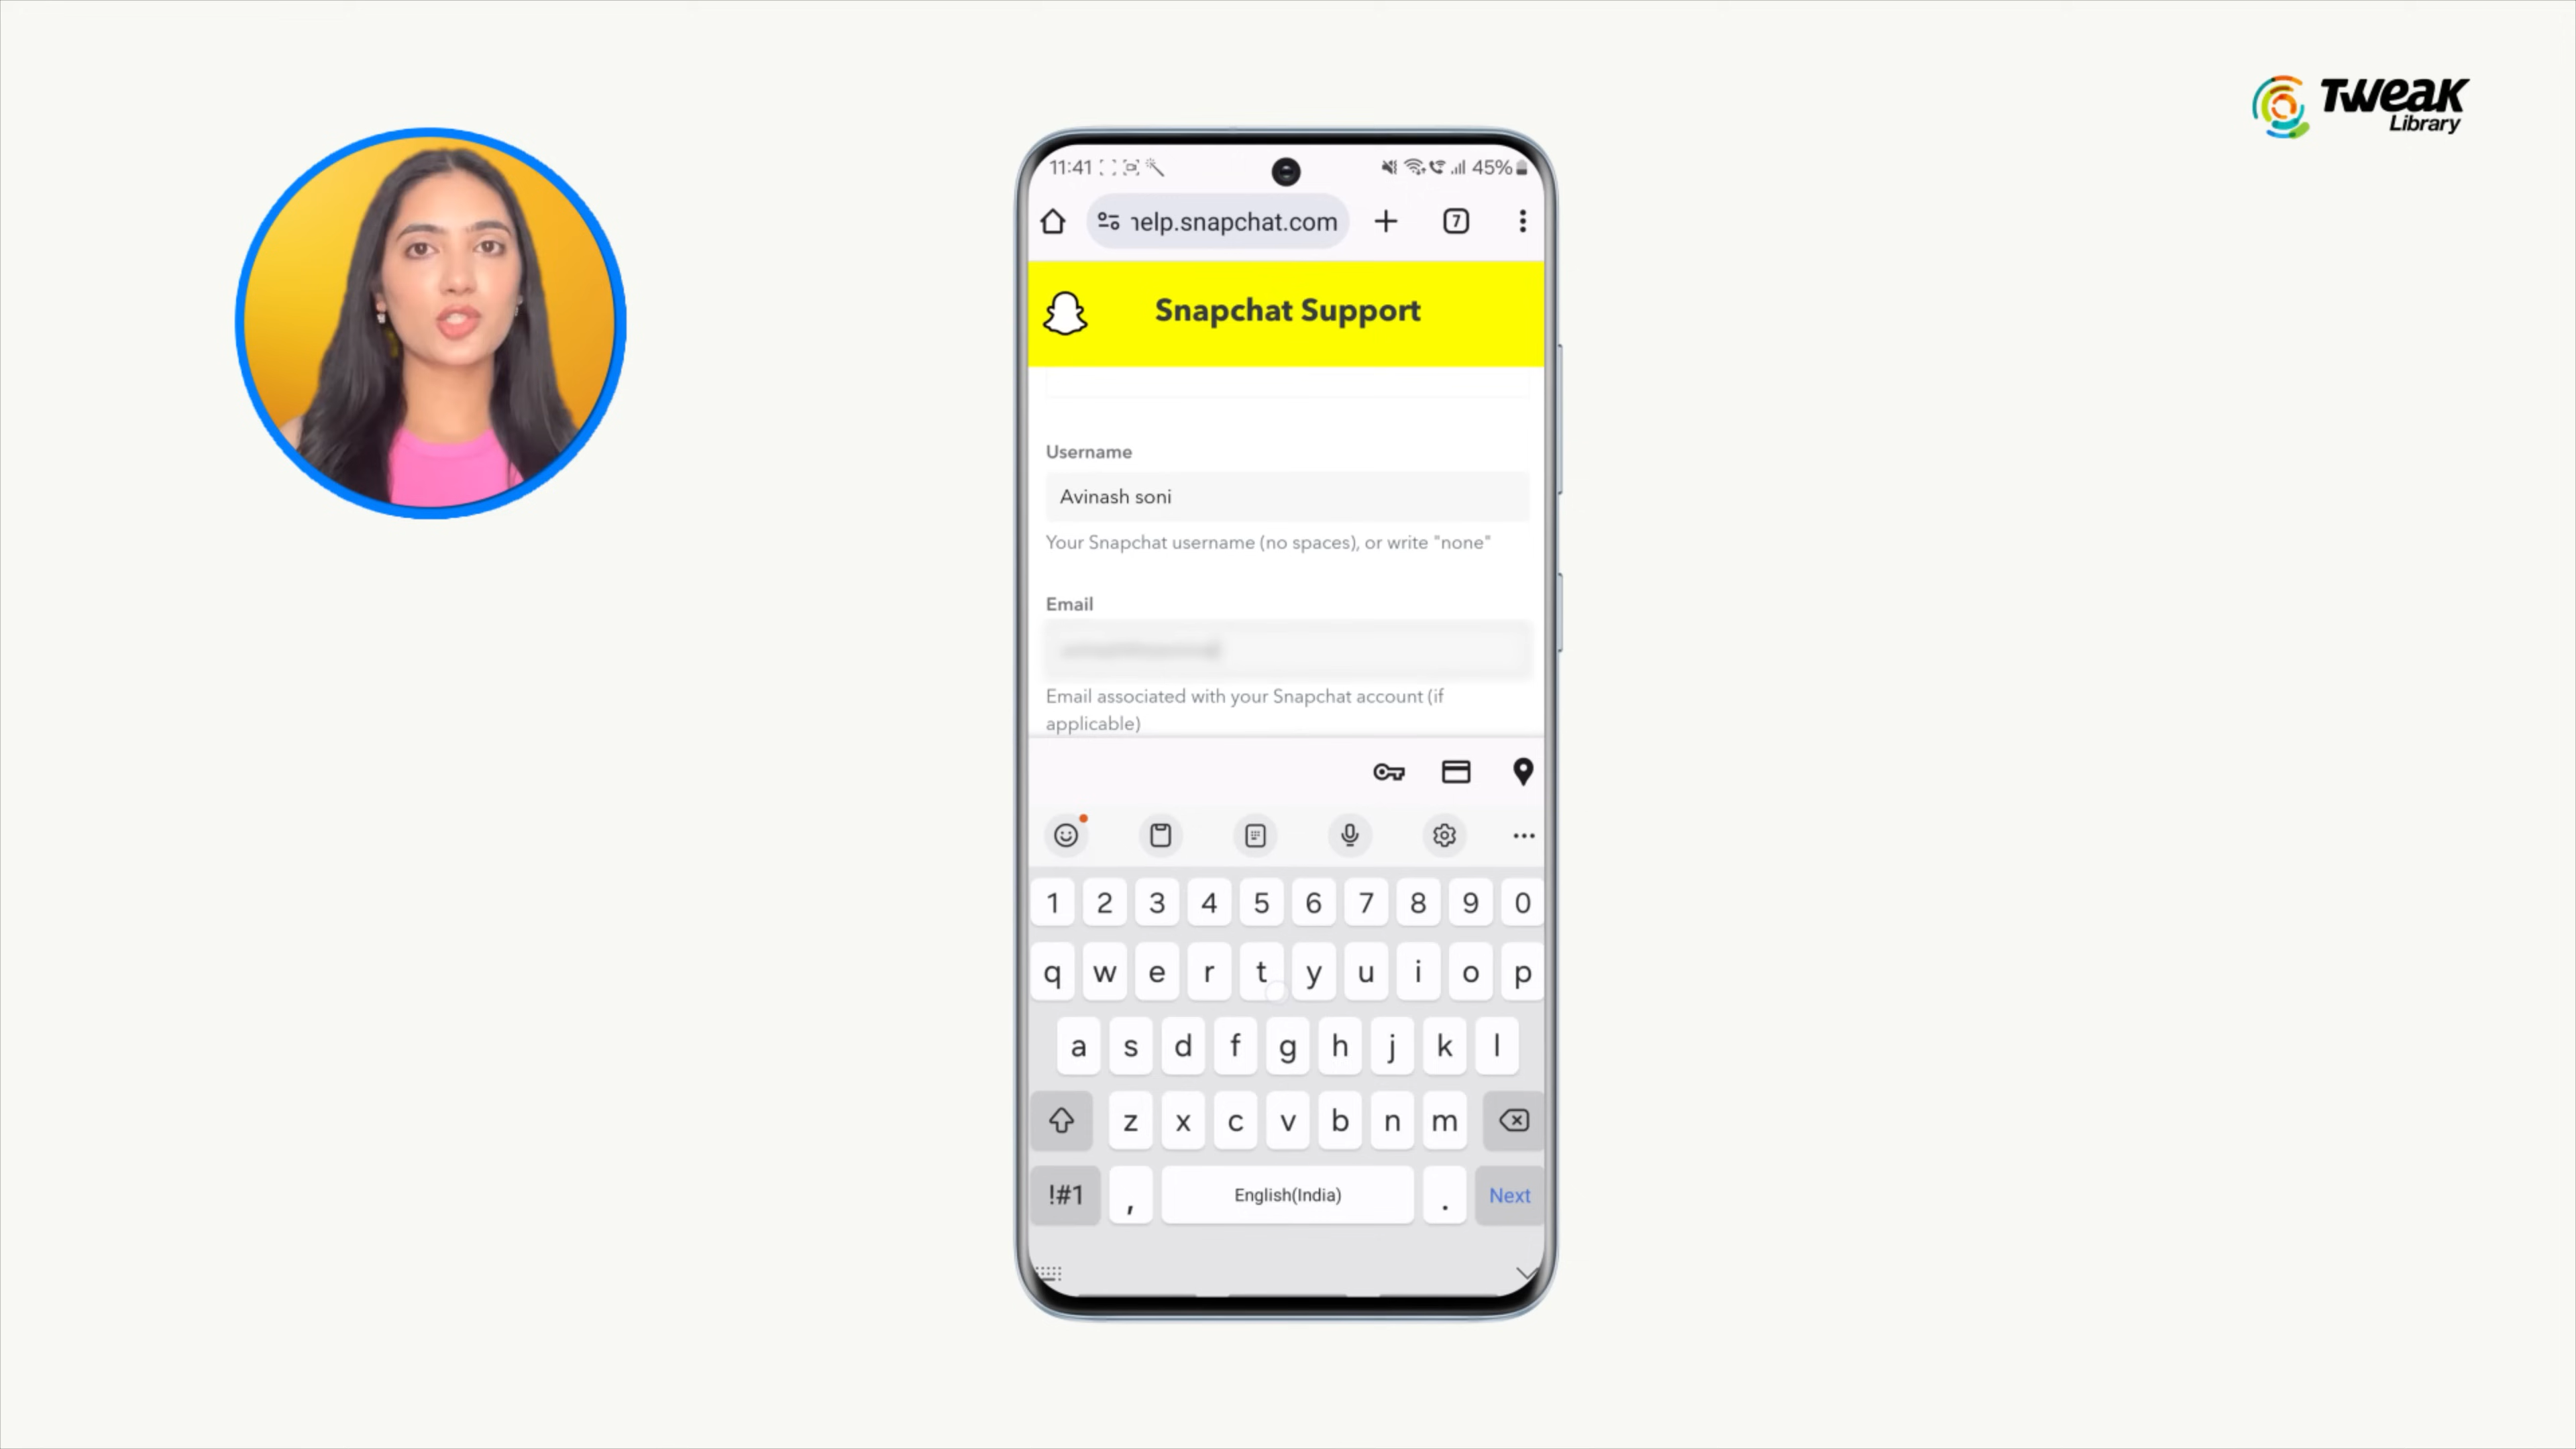 TWEAK
Library
11:41
45%
help.snapchat.com
7
Snapchat Support
Username
Avinash soni
Your Snapchat username (no spaces), or write "none"
Email
Email associated with your Snapchat account (if
applicable)
1 2 3 4 5 6 7 8 9 0
q w e r t y u i o p
a s d f g h j k l
z x c v b n m
!#1 , English(India) . Next